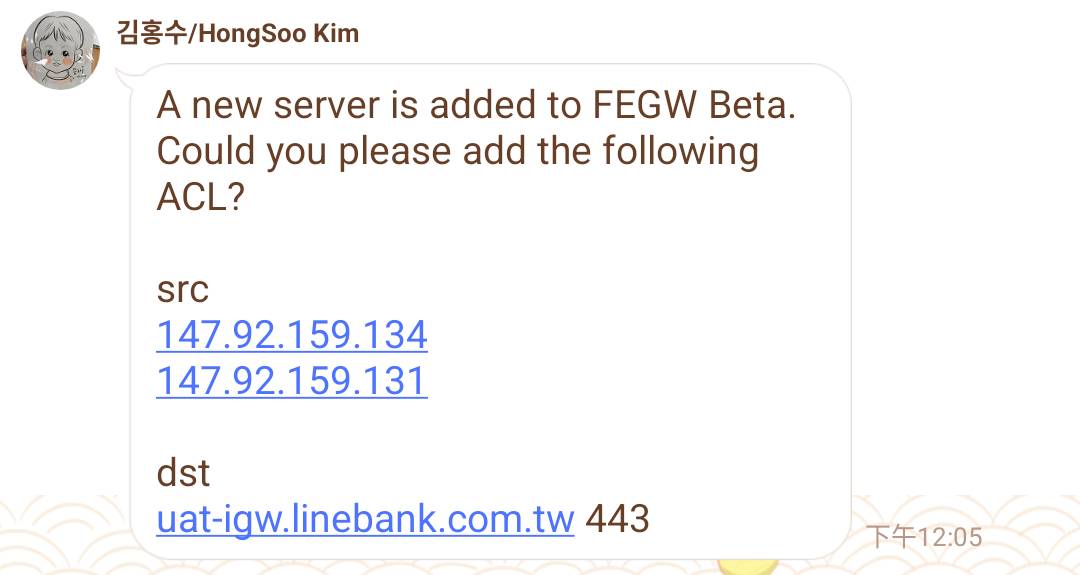 김홍수/HongSoo Kim
A new server is added to FEGW Beta.
Could you please add the following
ACL?
src
147.92.159.134
147.92.159.131
dst
uat-igw.linebank.com.tw 443
下午12:05